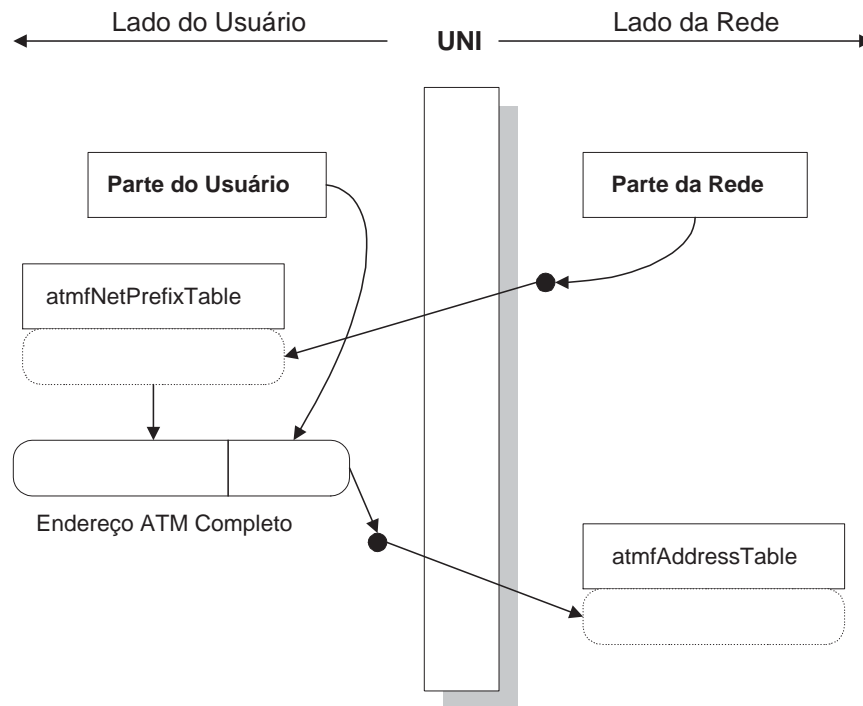 Lado do Usuário
UNI
Lado da Rede
Parte do Usuário
Parte da Rede
atmfNetPrefixTable
Endereço ATM Completo
atmfAddressTable